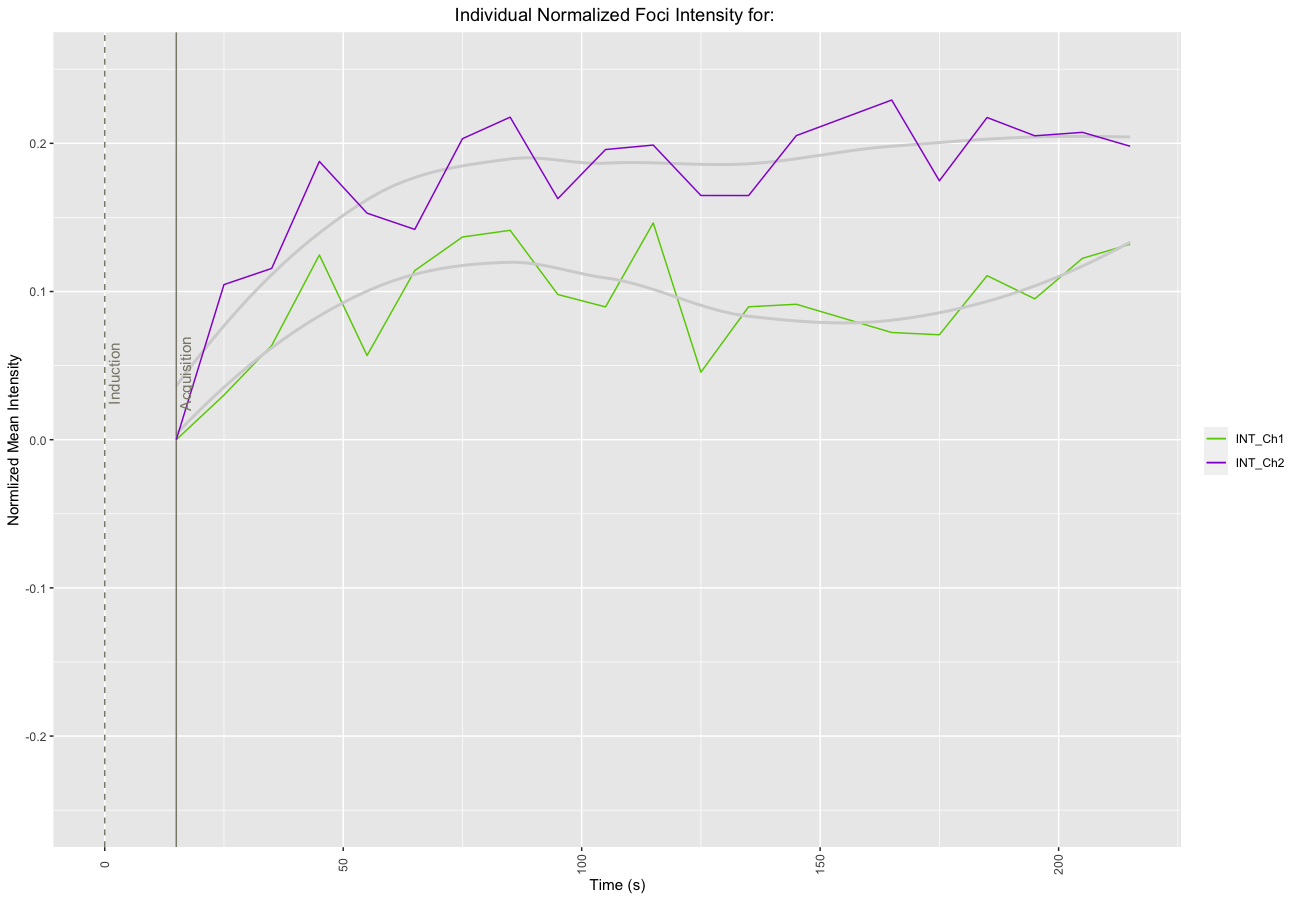 Individual Normalized Foci Intensity for:
Normlized Mean Intensity
0.2
0.1
0.0
-0.1
-0.2
Induction
Acquisition
INT_Ch1
INT_Ch2
0
50
100
150
200
Time (s)